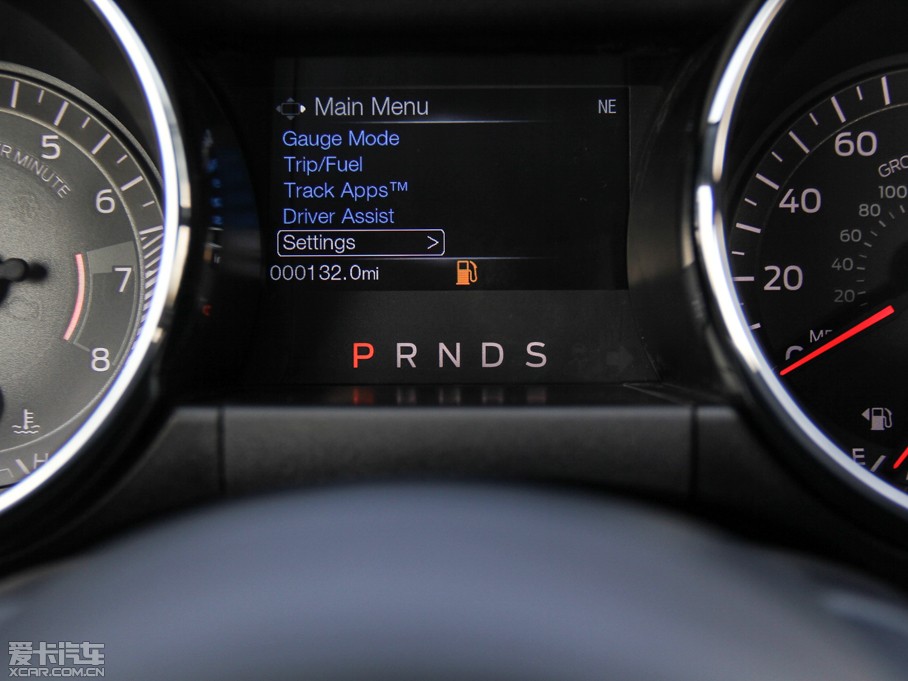 Main Menu NE
Gauge Mode
Trip/Fuel
Track Apps™
Driver Assist
Settings >
000132.0mi
P R N D S
5
6
7
8
H
60
40
20
100
80
60
40
20
E
爱卡汽车
XCAR.COM.CN